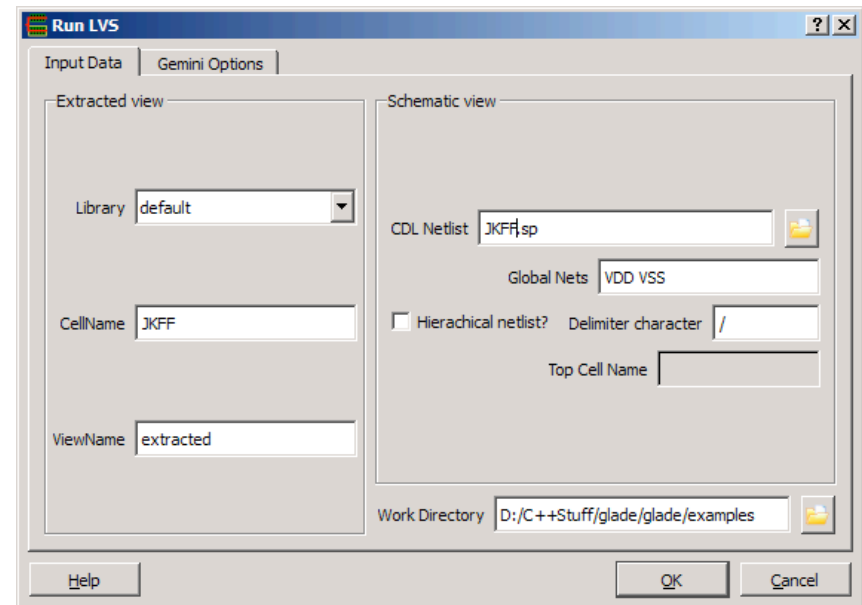 Run LVS
Input Data
Gemini Options
Extracted view
Library default
CellName JKFF
ViewName extracted
Schematic view
CDL Netlist JKFF.sp
Global Nets VDD VSS
Hierachical netlist? Delimiter character /
Top Cell Name
Work Directory D:/C++Stuff/glade/glade/examples
Help
OK
Cancel